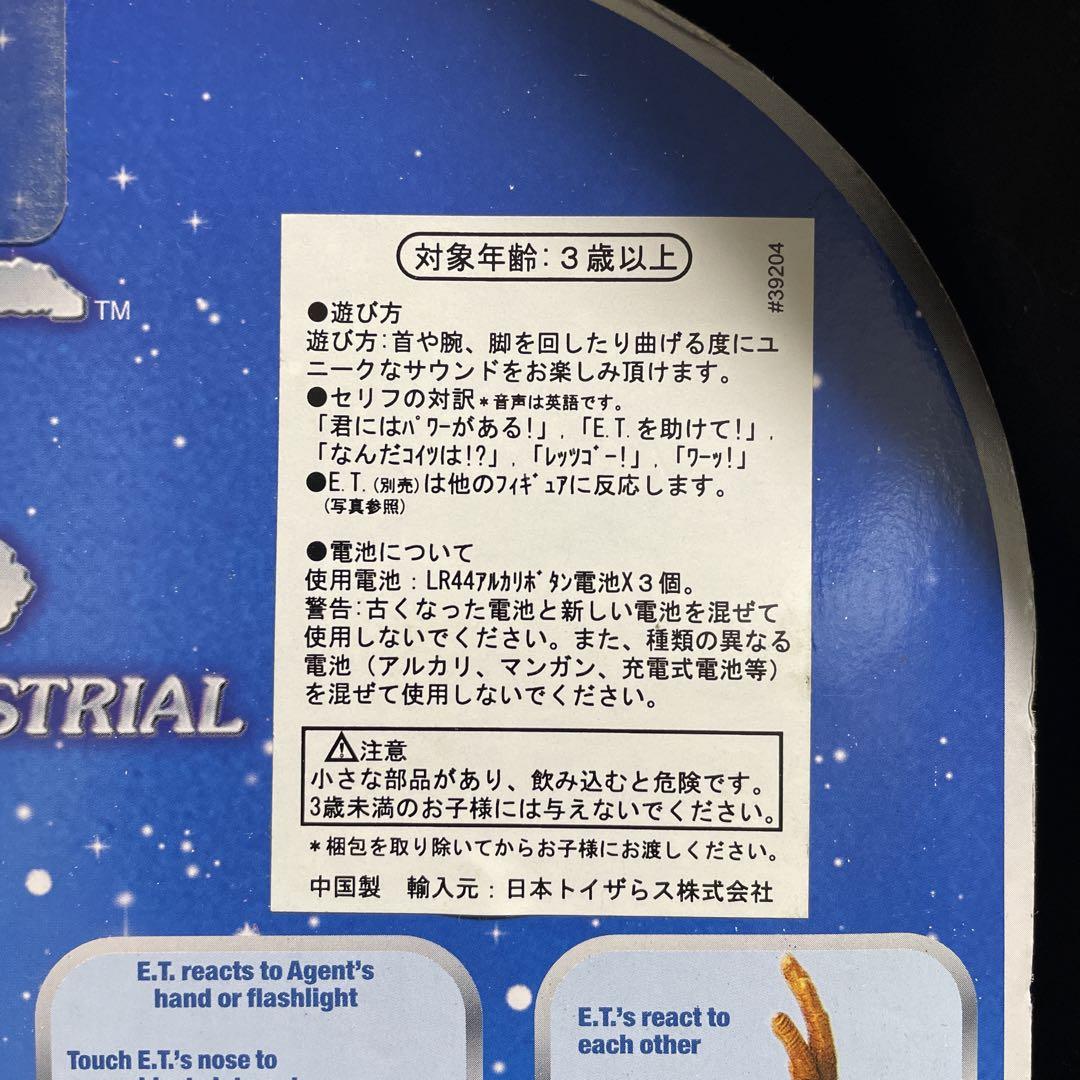 TM
STRIAL
対象年齢:3歳以上
#39204
●遊び方
遊び方:首や腕、脚を回したり曲げる度にユ
ニークなサウンドをお楽しみ頂けます。
●セリフの対訳*音声は英語です。
「君にはﾊﾟﾜｰがある!」,「E.T.を助けて!」,
「なんだｺｲﾂは!?」,「ﾚｯﾂｺﾞｰ!」,「ﾜｰｯ!」
●E.T.(別売)は他のﾌｨｷﾞｭｱに反応します。
(写真参照)
●電池について
使用電池:LR44ｱﾙｶﾘﾎﾞﾀﾝ電池X3個。
警告:古くなった電池と新しい電池を混ぜて
使用しないでください。また、種類の異なる
電池(アルカリ、マンガン、充電式電池等)
を混ぜて使用しないでください。
⚠注意
小さな部品があり、飲み込むと危険です。
3歳未満のお子様には与えないでください。
*梱包を取り除いてからお子様にお渡しください。
中国製 輸入元:日本トイザらス株式会社
E.T. reacts to Agent's
hand or flashlight
Touch E.T.'s nose to
E.T.'s react to
each other